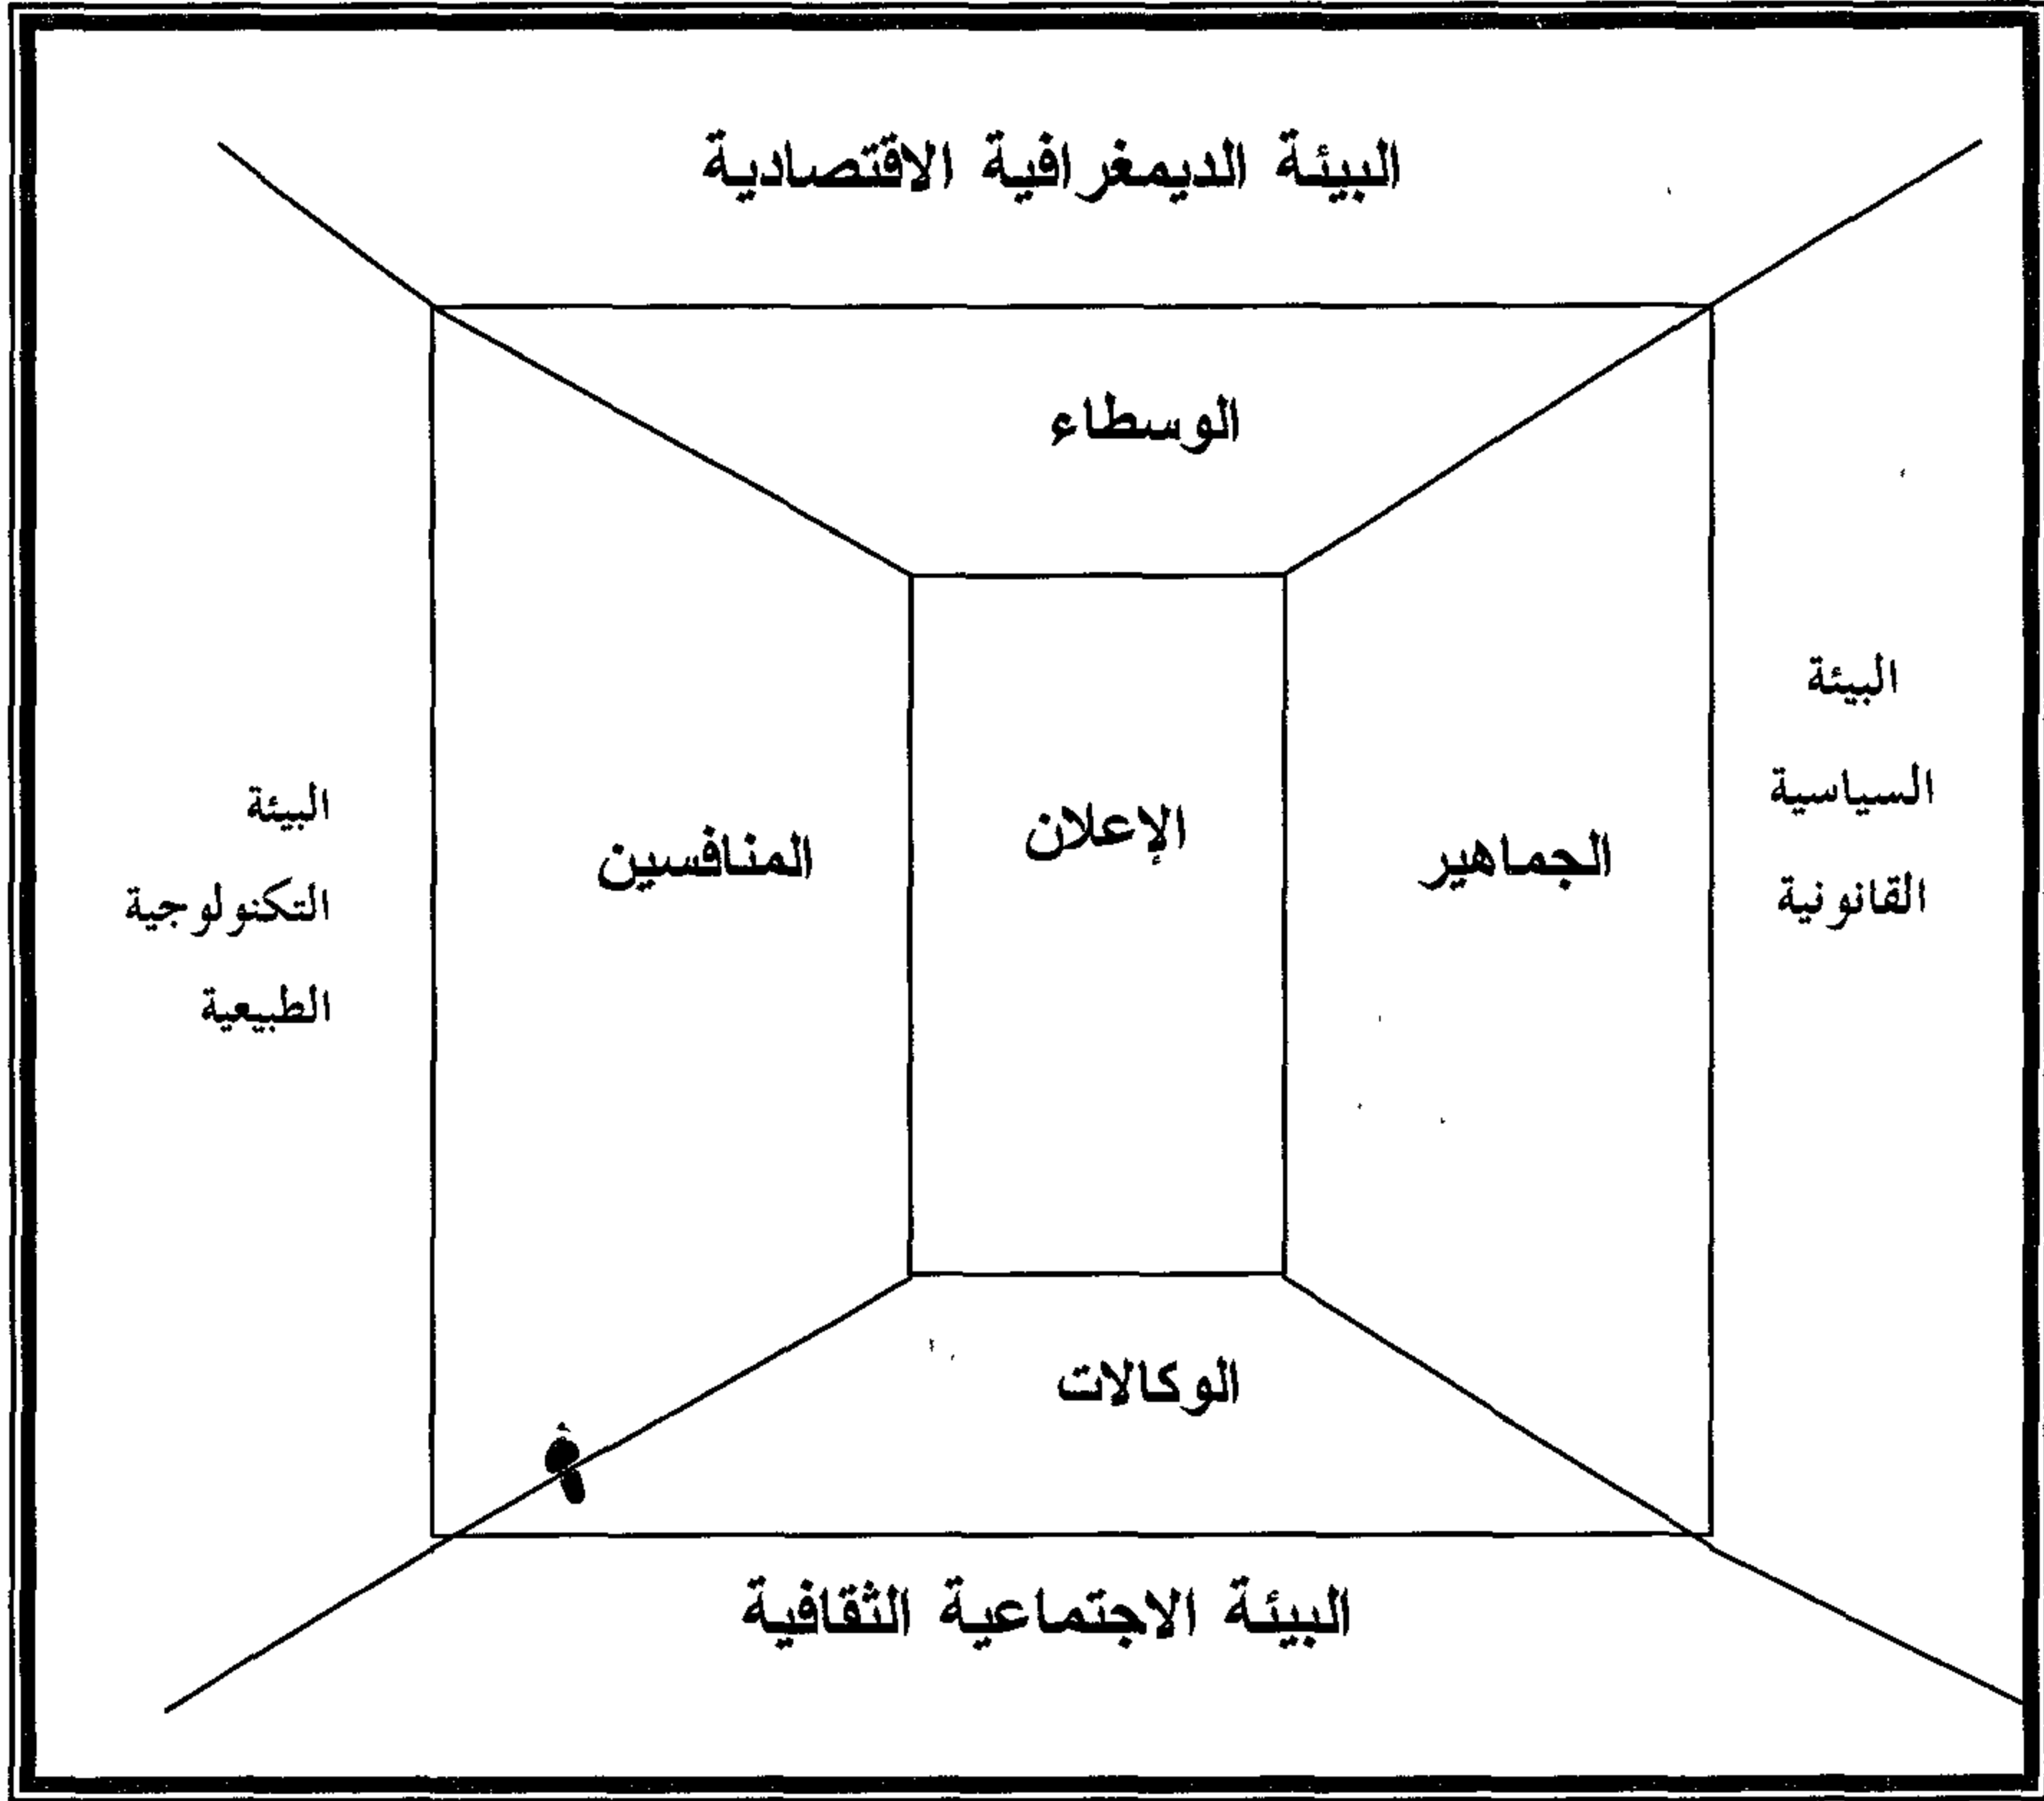 البيئة الديمغرافية الاقتصادية
الوسطاء
البيئة
السياسية
القانونية
الجماهير
الإعلان
المنافسين
البيئة
التكنولوجية
الطبيعية
الوكالات
البيئة الاجتماعية الثقافية